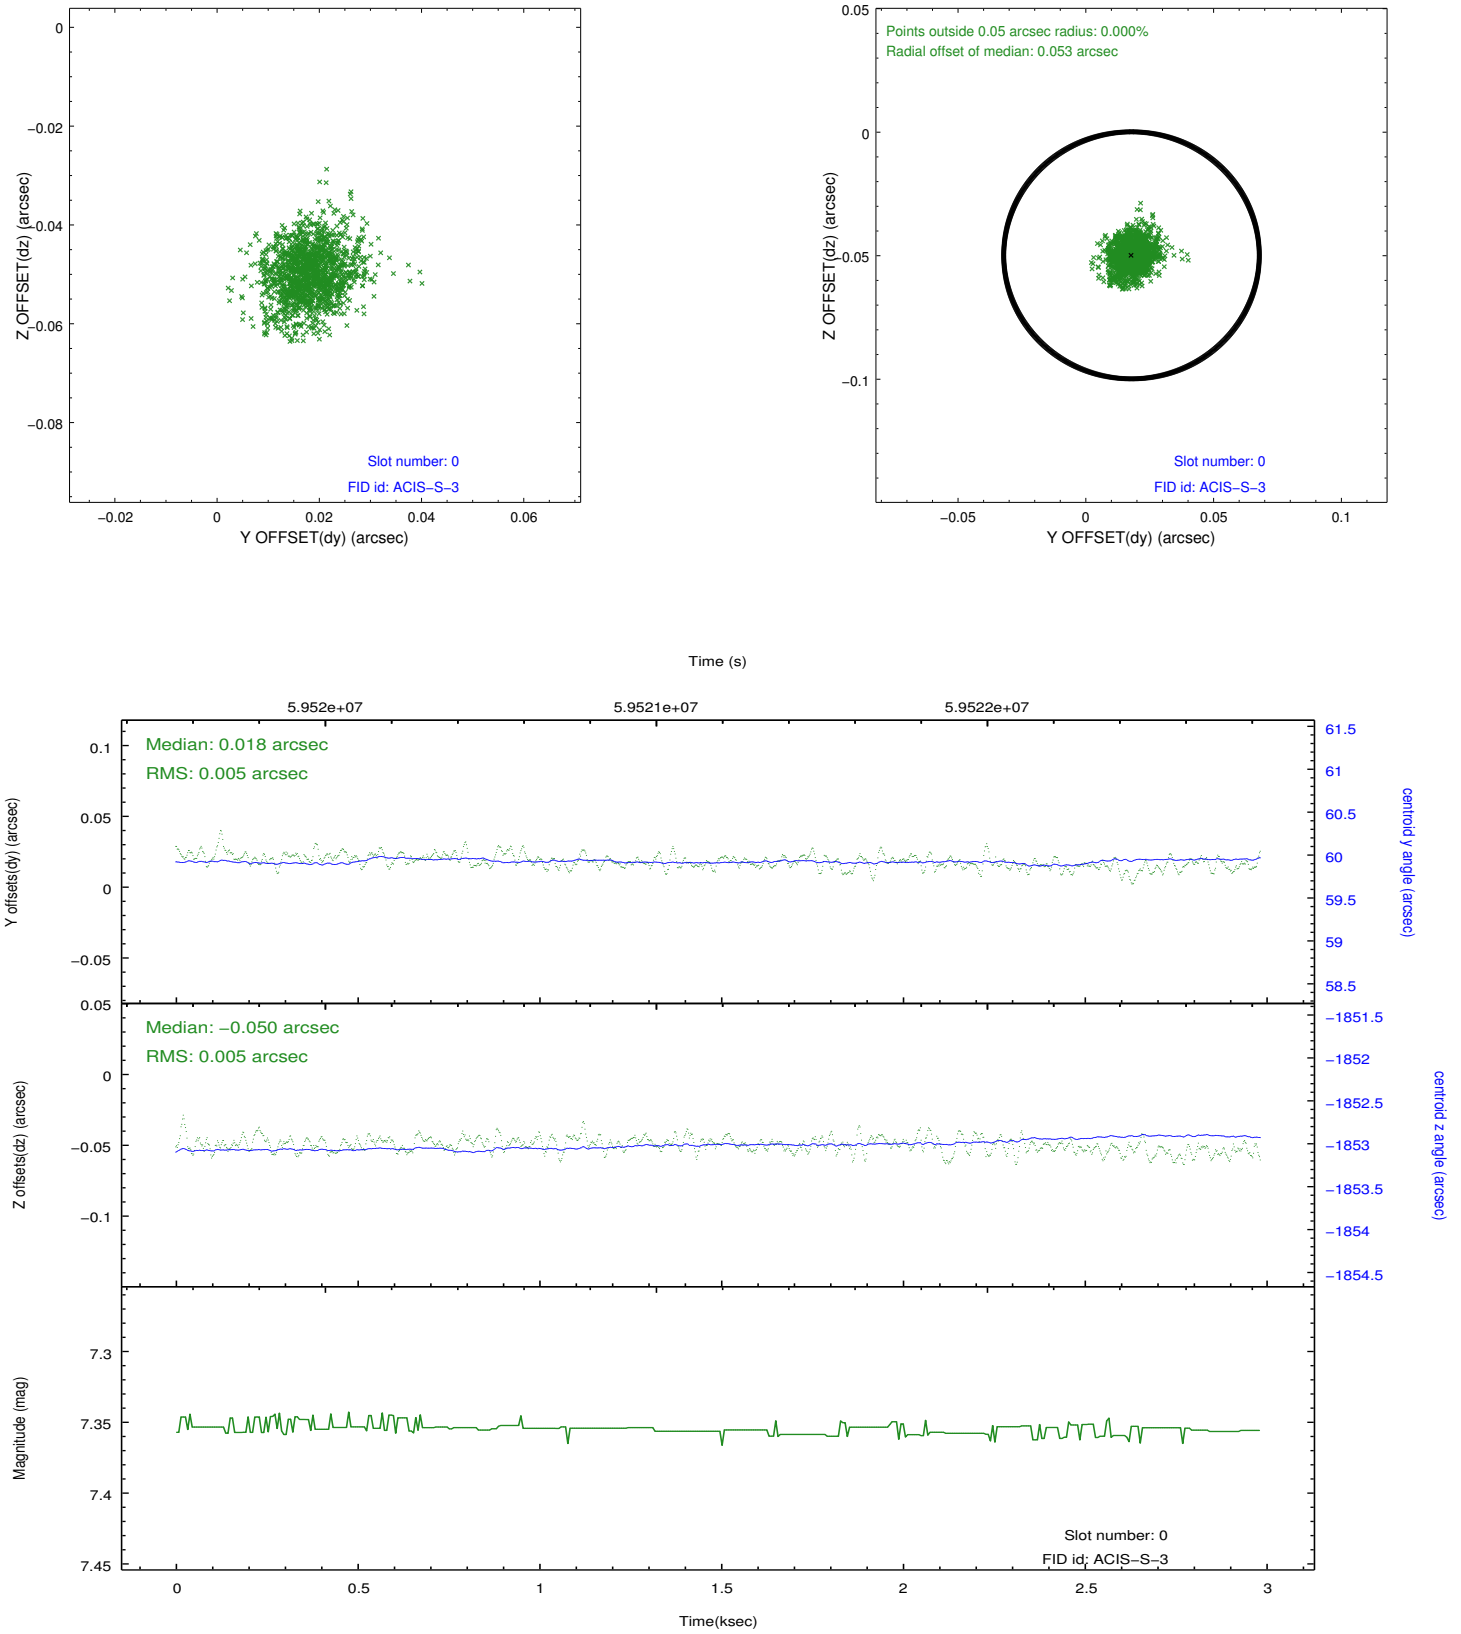 0
−0.02
−0.04
−0.06
−0.08
Z OFFSET(dz) (arcsec)
Slot number: 0
FID id: ACIS−S−3
−0.02
0
0.02
0.04
0.06
Y OFFSET(dy) (arcsec)
0.05
0
−0.05
−0.1
Z OFFSET(dz) (arcsec)
Points outside 0.05 arcsec radius: 0.000%
Radial offset of median: 0.053 arcsec
Slot number: 0
FID id: ACIS−S−3
−0.05
0
0.05
0.1
Y OFFSET(dy) (arcsec)
Time (s)
5.952e+07
5.9521e+07
5.9522e+07
Median: 0.018 arcsec
RMS: 0.005 arcsec
0.1
0.05
0
−0.05
Y offsets(dy) (arcsec)
61.5
61
60.5
60
59.5
59
58.5
centroid y angle (arcsec)
Median: −0.050 arcsec
RMS: 0.005 arcsec
0.05
0
−0.05
−0.1
Z offsets(dz) (arcsec)
−1851.5
−1852
−1852.5
−1853
−1853.5
−1854
−1854.5
centroid z angle (arcsec)
7.3
7.35
7.4
7.45
Magnitude (mag)
Slot number: 0
FID id: ACIS−S−3
0
0.5
1
1.5
2
2.5
3
Time(ksec)